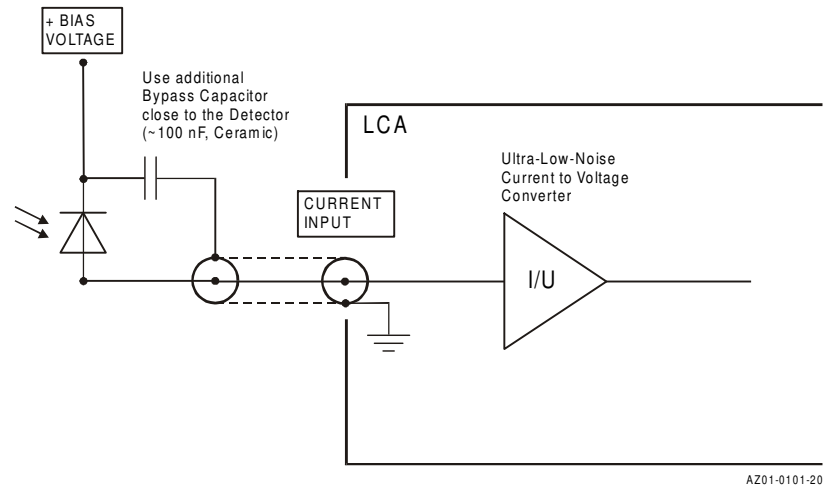 + BIAS
VOLTAGE
Use additional
Bypass Capacitor
close to the Detector
(~100 nF, Ceramic)
LCA
CURRENT
INPUT
Ultra-Low-Noise
Current to Voltage
Converter
I/U
AZ01-0101-20